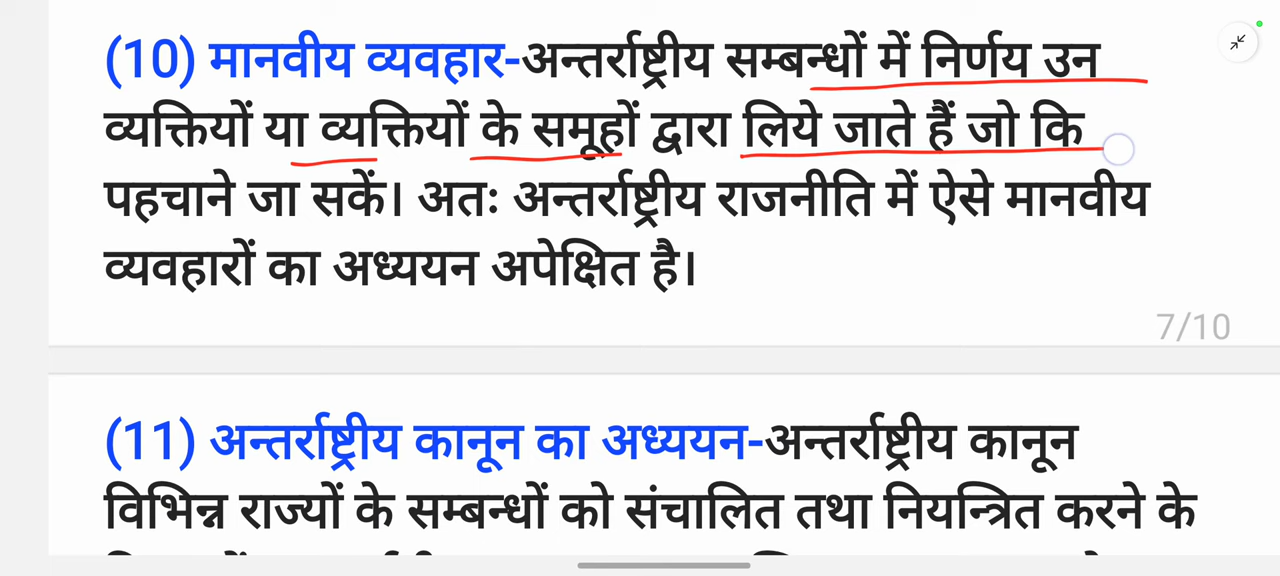 (10) मानवीय व्यवहार-अन्तर्राष्ट्रीय सम्बन्धों में निर्णय उन
व्यक्तियों या व्यक्तियों के समूहों द्वारा लिये जाते हैं जो कि
पहचाने जा सकें। अतः अन्तर्राष्ट्रीय राजनीति में ऐसे मानवीय
व्यवहारों का अध्ययन अपेक्षित है।
7/10
(11) अन्तर्राष्ट्रीय कानून का अध्ययन-अन्तर्राष्ट्रीय कानून
विभिन्न राज्यों के सम्बन्धों को संचालित तथा नियन्त्रित करने के